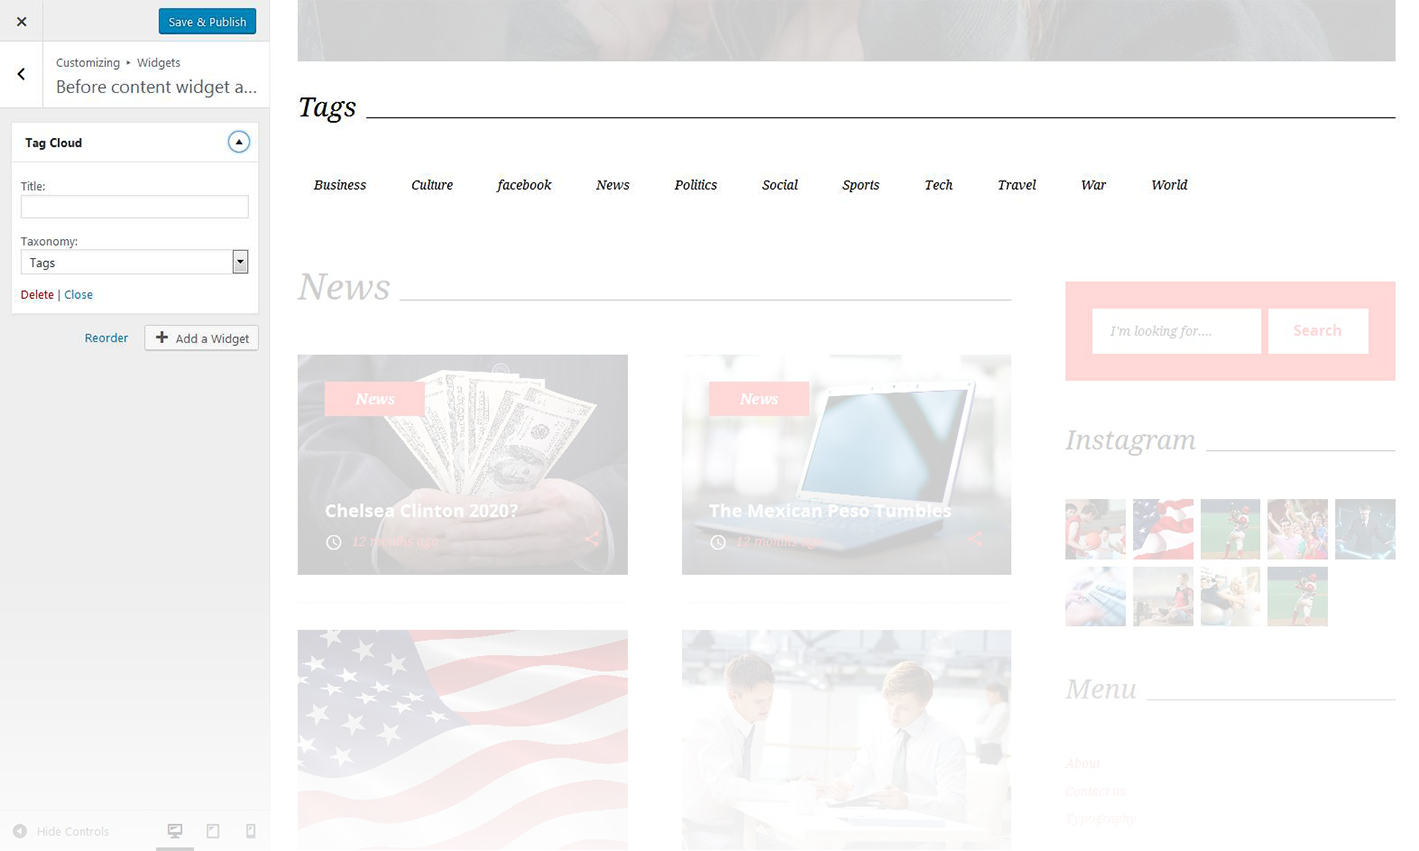 Save & Publish
Customizing ▸ Widgets
Before content widget a...
Tag Cloud
Title:
Taxonomy:
Tags
Delete | Close
Reorder
Add a Widget
Hide Controls
Tags
Business Culture facebook News Politics Social Sports Tech Travel War World
News
News
Chelsea Clinton 2020?
12 months ago
News
The Mexican Peso Tumbles
12 months ago
I'm looking for....
Search
Instagram
Menu
About
Contact us
Typography